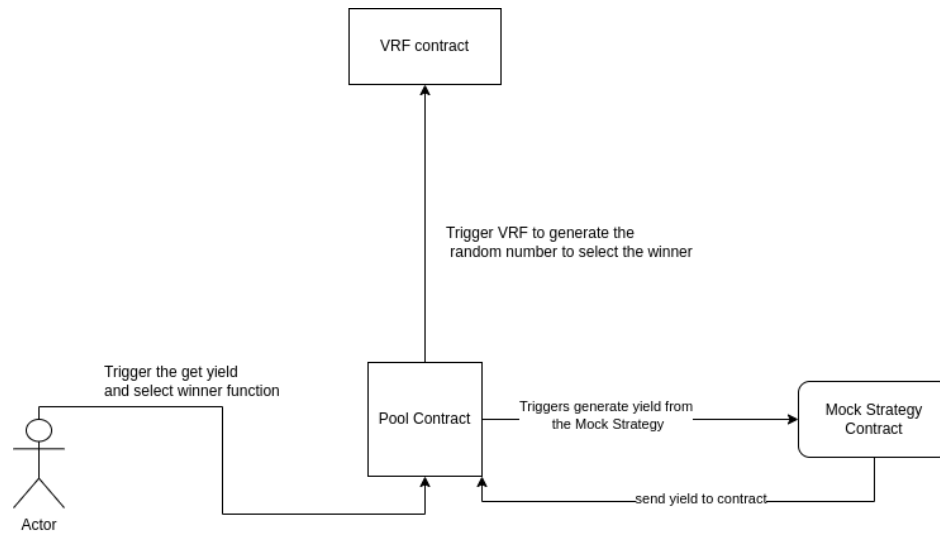 VRF contract
Trigger VRF to generate the
random number to select the winner
Trigger the get yield
and select winner function
Pool Contract
Triggers generate yield from
the Mock Strategy
Mock Strategy
Contract
send yield to contract
Actor